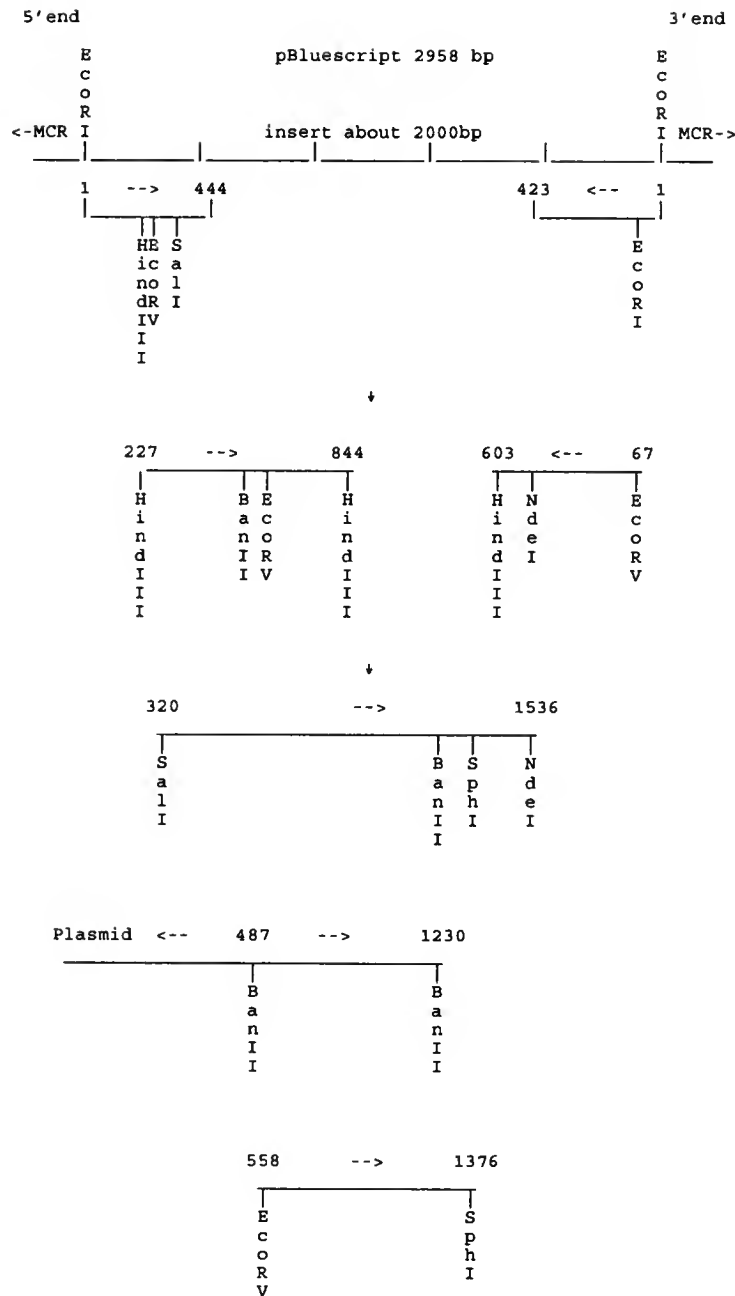 5'end
3'end
EcoRI
pBluescript 2958 bp
EcoRI
<-MCR
insert about 2000bp
MCR->
1 --> 444
423 <-- 1
HindIII
EcoRV
SalI
EcoRI
227 --> 844
603 <-- 67
HindIII
BanII
EcoRV
HindIII
HindIII
NdeI
EcoRV
320 --> 1536
SalI
BanII
SphI
NdeI
Plasmid <-- 487 --> 1230
BanII
BanII
558 --> 1376
EcoRV
SphI